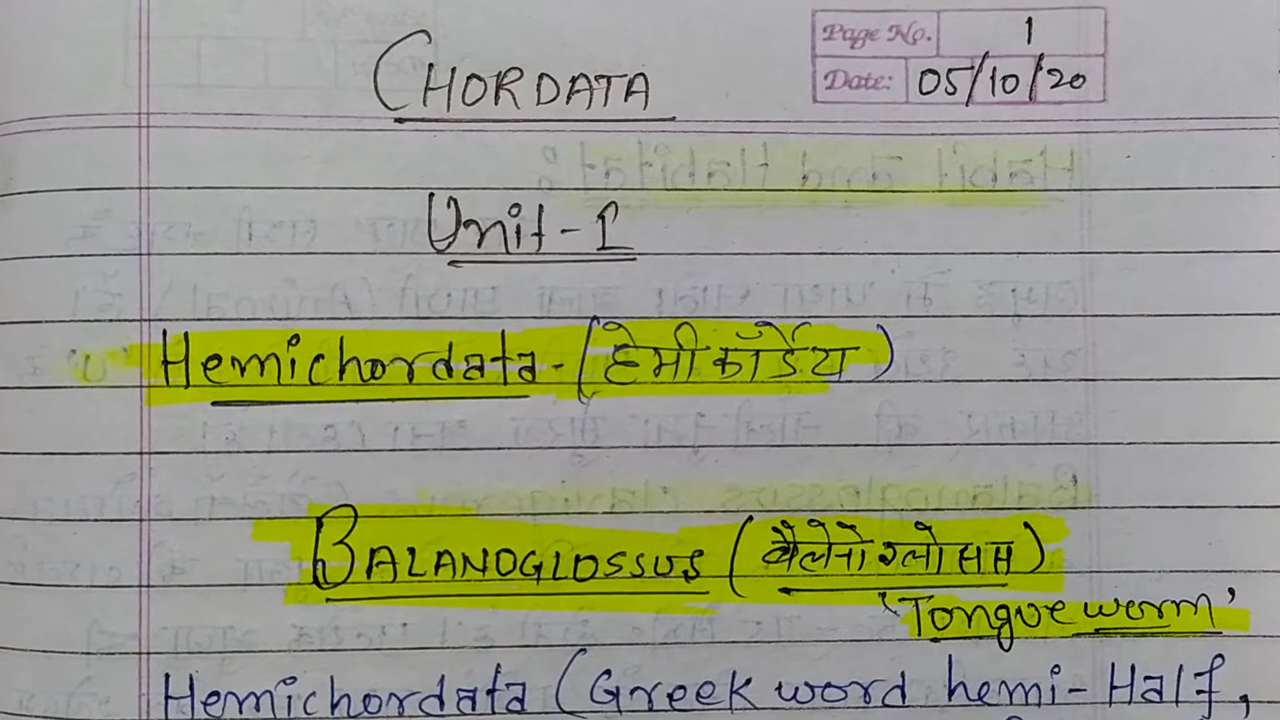 Page No. 1
Date: 05/10/20
CHORDATA
Unit-1
Hemichordata-(हेमीकॉर्डेटा)
BALANOGLOSSUS (बैलेनोग्लोसस)
'Tongue worm'
Hemichordata (Greek word hemi-Half,